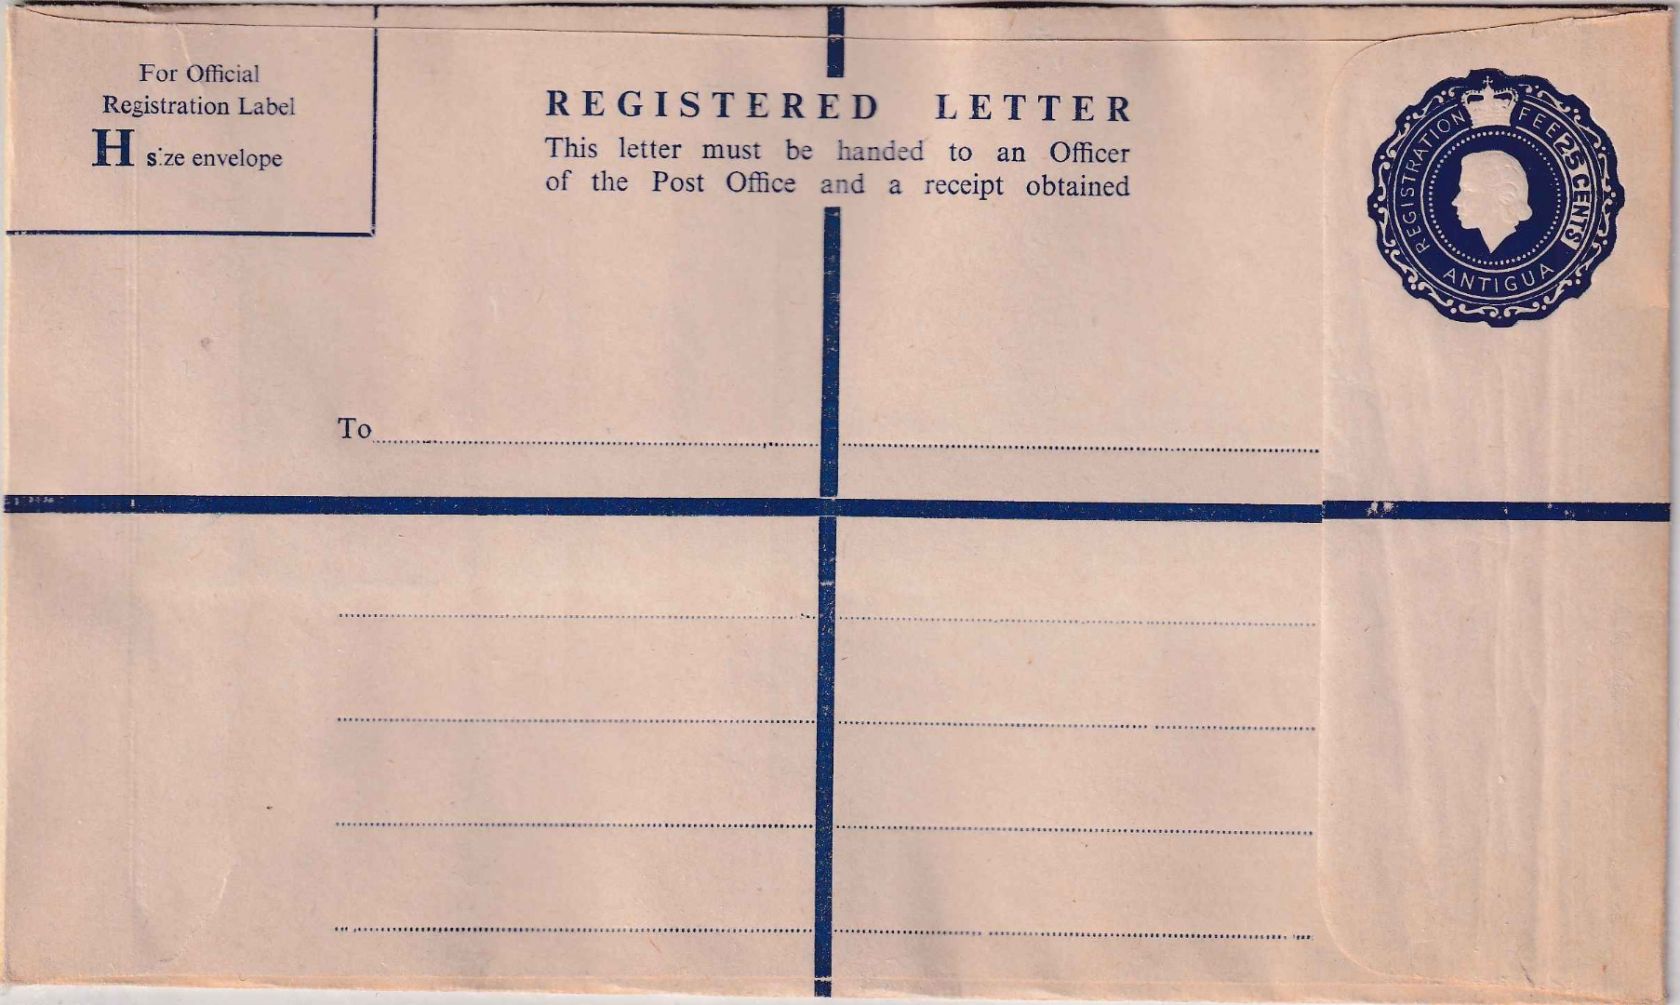 For Official
Registration Label
H size envelope
REGISTERED LETTER
This letter must be handed to an Officer
of the Post Office and a receipt obtained
REGISTRATION FEE 25 CENTS
ANTIGUA
To